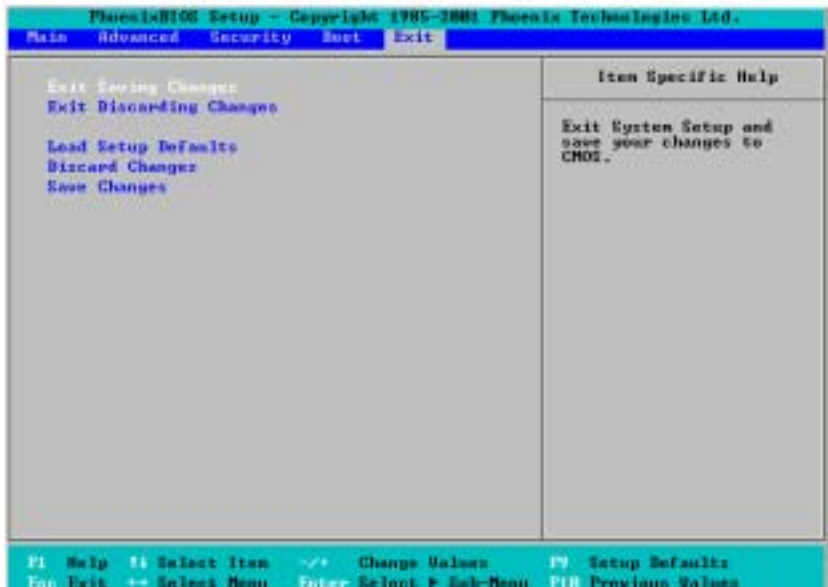 PhoenixBIOS Setup - Copyright 1985-2001 Phoenix Technologies Ltd.
Main Advanced Security Boot Exit
Exit Saving Changes
Exit Discarding Changes
Load Setup Defaults
Discard Changes
Save Changes
Item Specific Help
Exit System Setup and
save your changes to
CMOS.
F1 Help ↑↓ Select Item -/+ Change Values F9 Setup Defaults
Esc Exit ↔ Select Menu Enter Select ▶ Sub-Menu F10 Previous Values